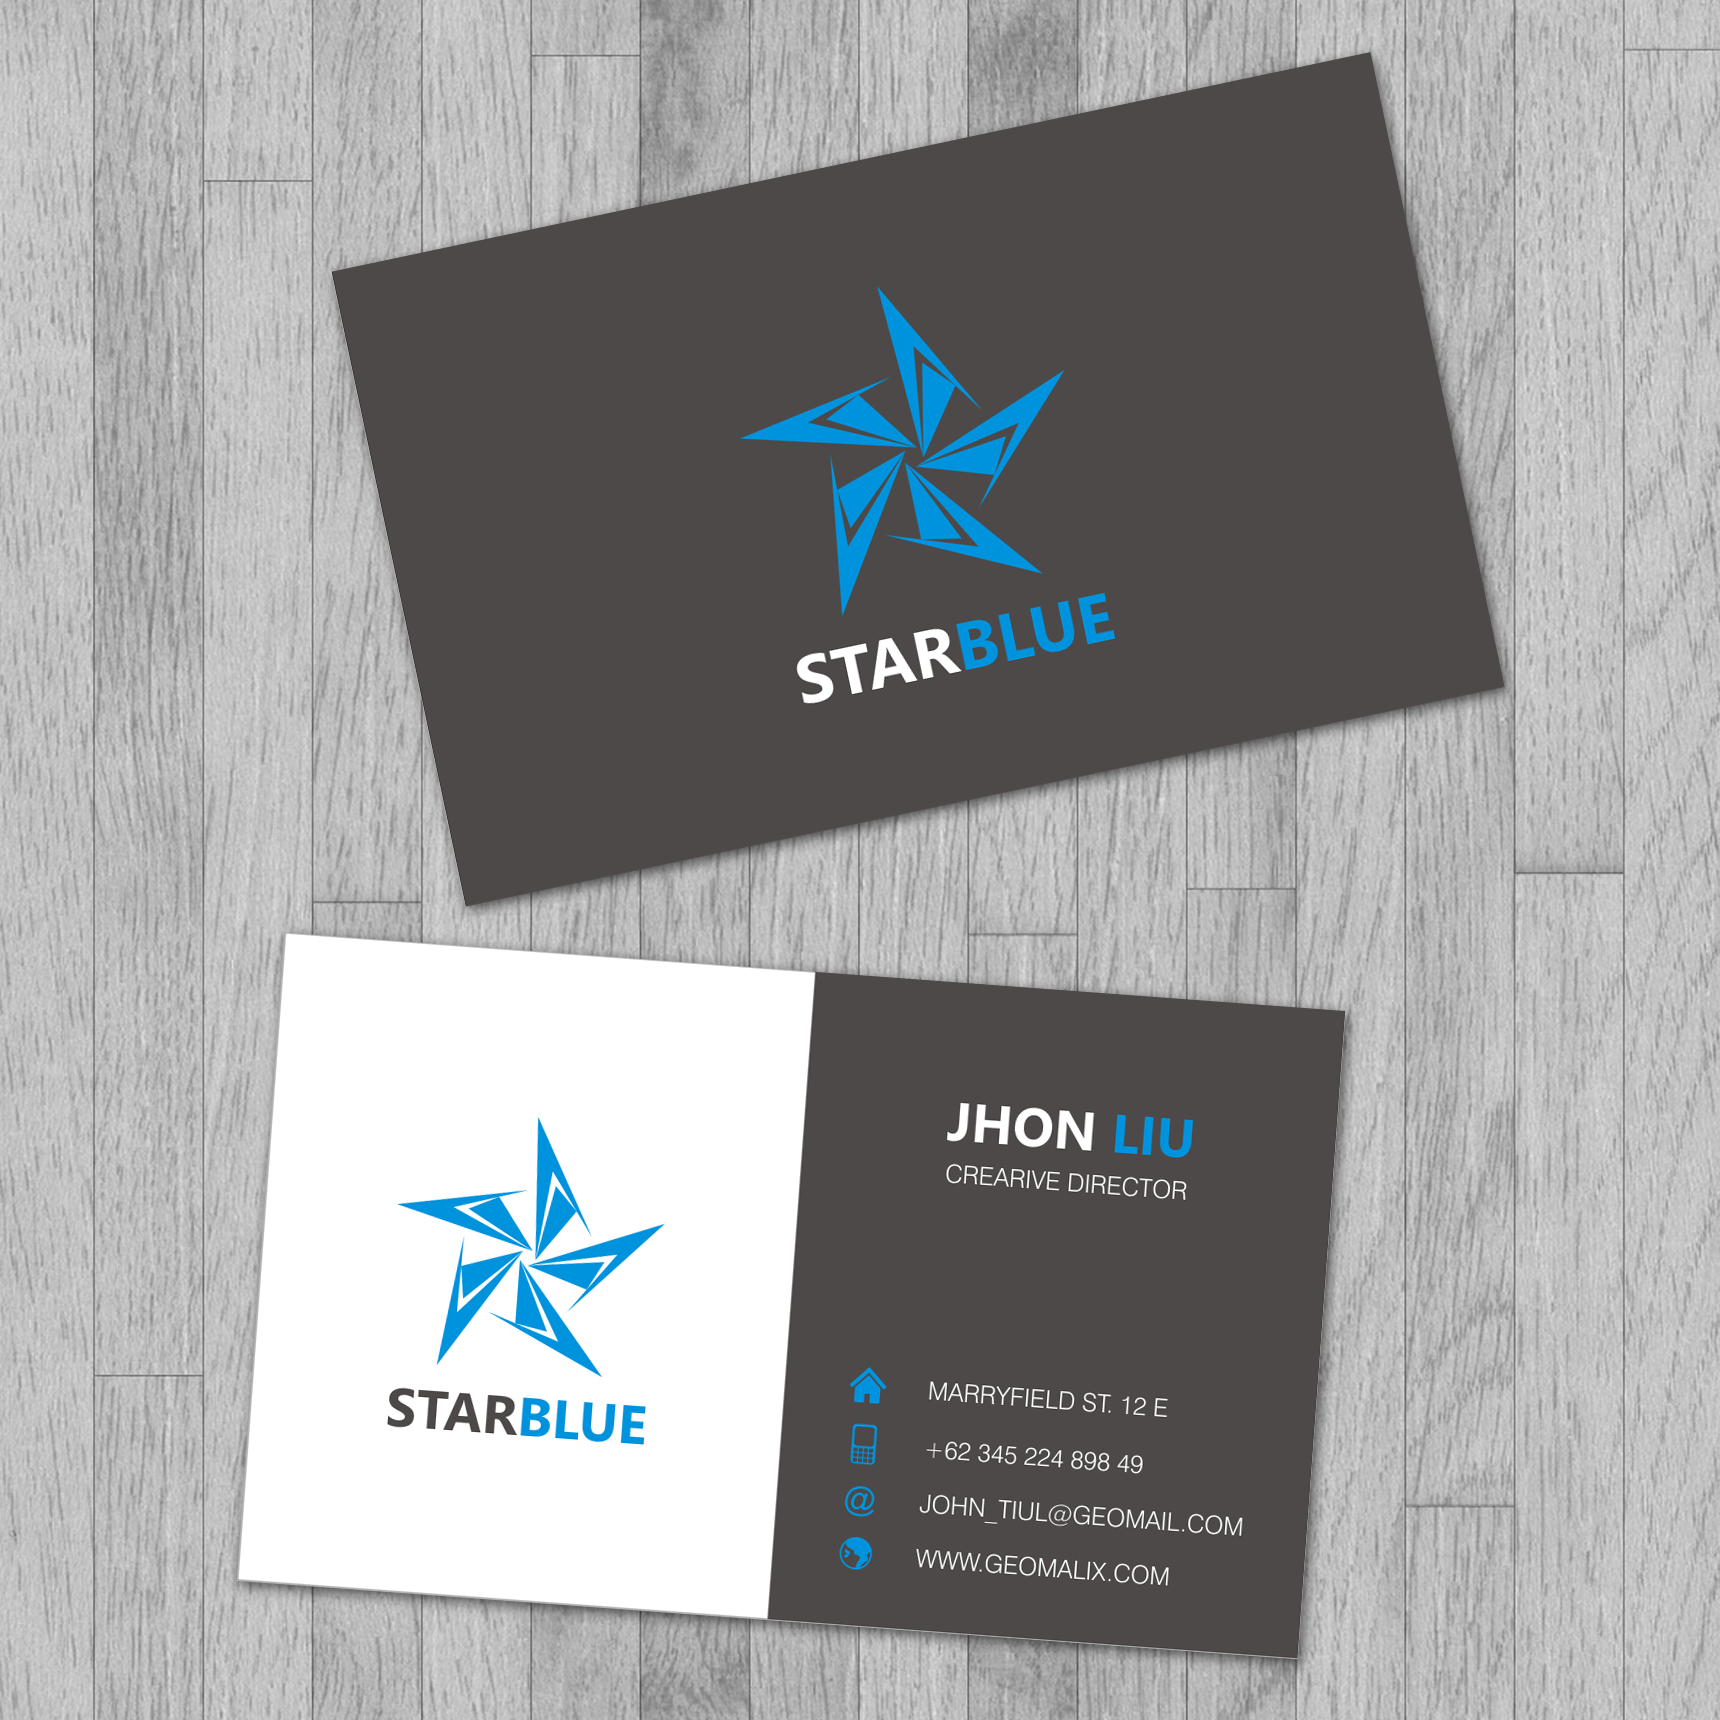 STARBLUE
STARBLUE
JHON LIU
CREARIVE DIRECTOR
MARRYFIELD ST. 12 E
+62 345 224 898 49
@ JOHN_TIUL@GEOMAIL.COM
WWW.GEOMALIX.COM